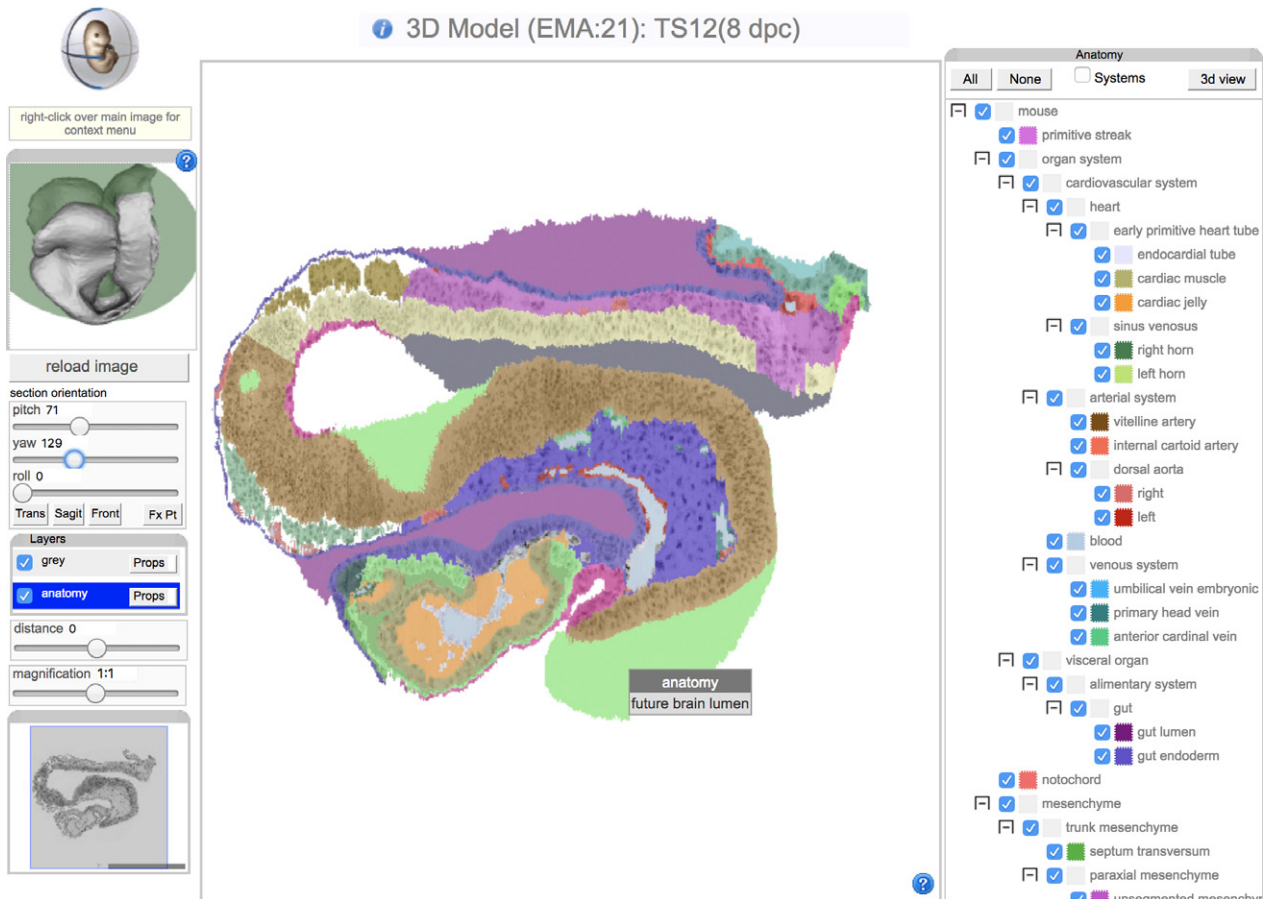 3D Model (EMA:21): TS12(8 dpc)
right-click over main image for
context menu
reload image
section orientation
pitch 71
yaw 129
roll 0
Trans Sagit Front Fx Pt
Layers
grey Props
anatomy Props
distance 0
magnification 1:1
anatomy
future brain lumen
Anatomy
All None Systems 3d view
mouse
primitive streak
organ system
cardiovascular system
heart
early primitive heart tube
endocardial tube
cardiac muscle
cardiac jelly
sinus venosus
right horn
left horn
arterial system
vitelline artery
internal cartoid artery
dorsal aorta
right
left
blood
venous system
umbilical vein embryonic
primary head vein
anterior cardinal vein
visceral organ
alimentary system
gut
gut lumen
gut endoderm
notochord
mesenchyme
trunk mesenchyme
septum transversum
paraxial mesenchyme